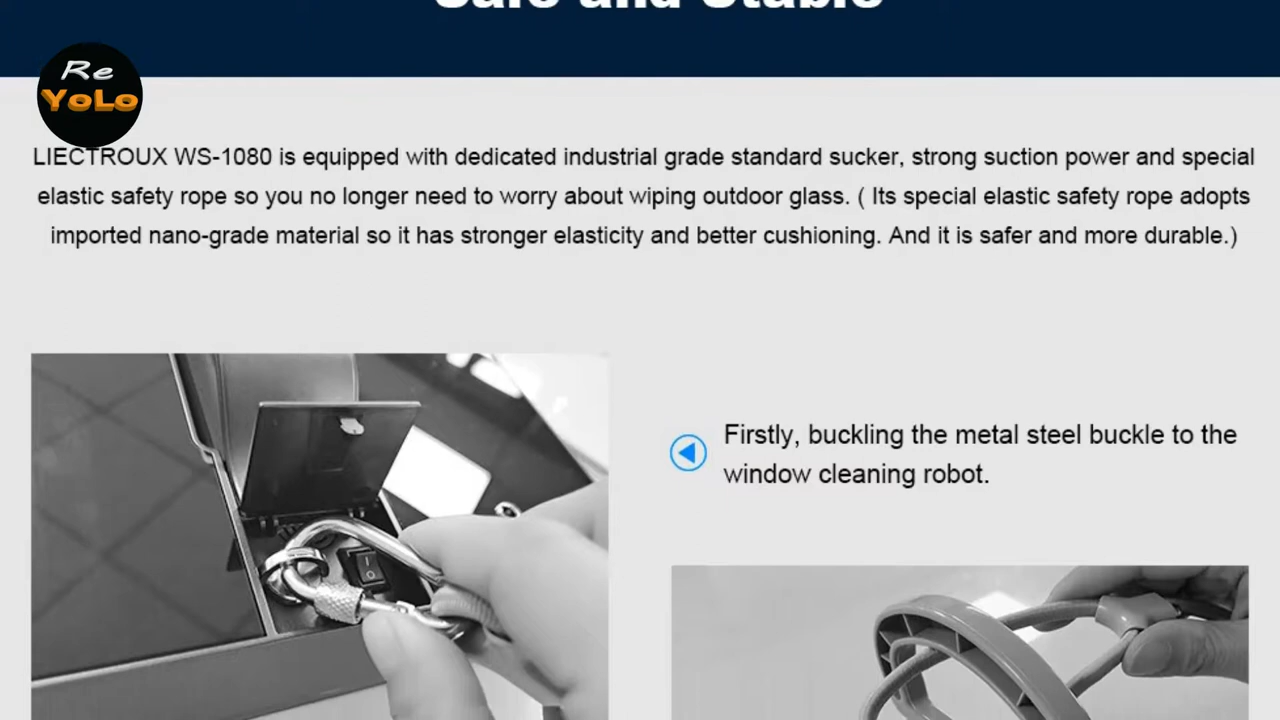 Safe and Stable
Re
YoLo
LIECTROUX WS-1080 is equipped with dedicated industrial grade standard sucker, strong suction power and special
elastic safety rope so you no longer need to worry about wiping outdoor glass. ( Its special elastic safety rope adopts
imported nano-grade material so it has stronger elasticity and better cushioning. And it is safer and more durable.)
Firstly, buckling the metal steel buckle to the
window cleaning robot.